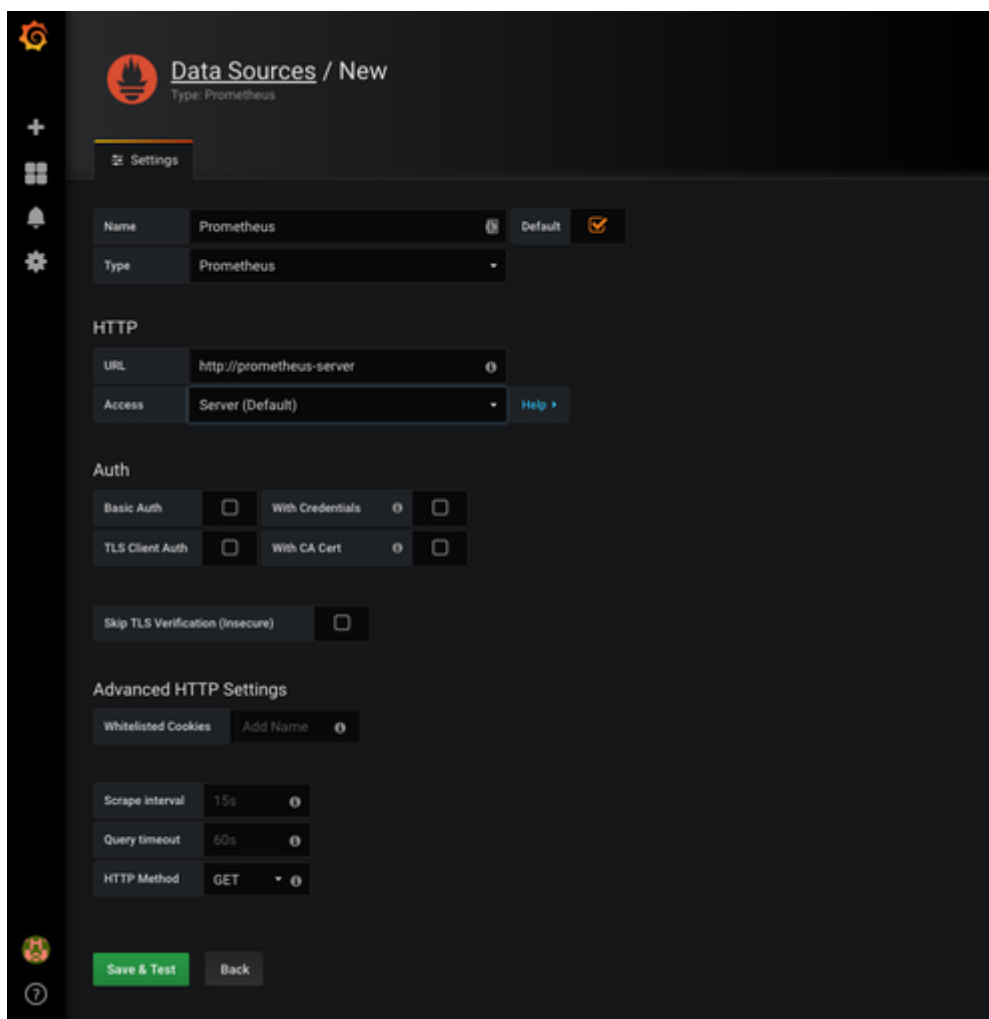 Data Sources / New
Type: Prometheus
Settings
Name Prometheus Default
Type Prometheus
HTTP
URL http://prometheus-server
Access Server (Default) Help
Auth
Basic Auth With Credentials
TLS Client Auth With CA Cert
Skip TLS Verification (Insecure)
Advanced HTTP Settings
Whitelisted Cookies Add Name
Scrape interval 15s
Query timeout 60s
HTTP Method GET
Save & Test Back